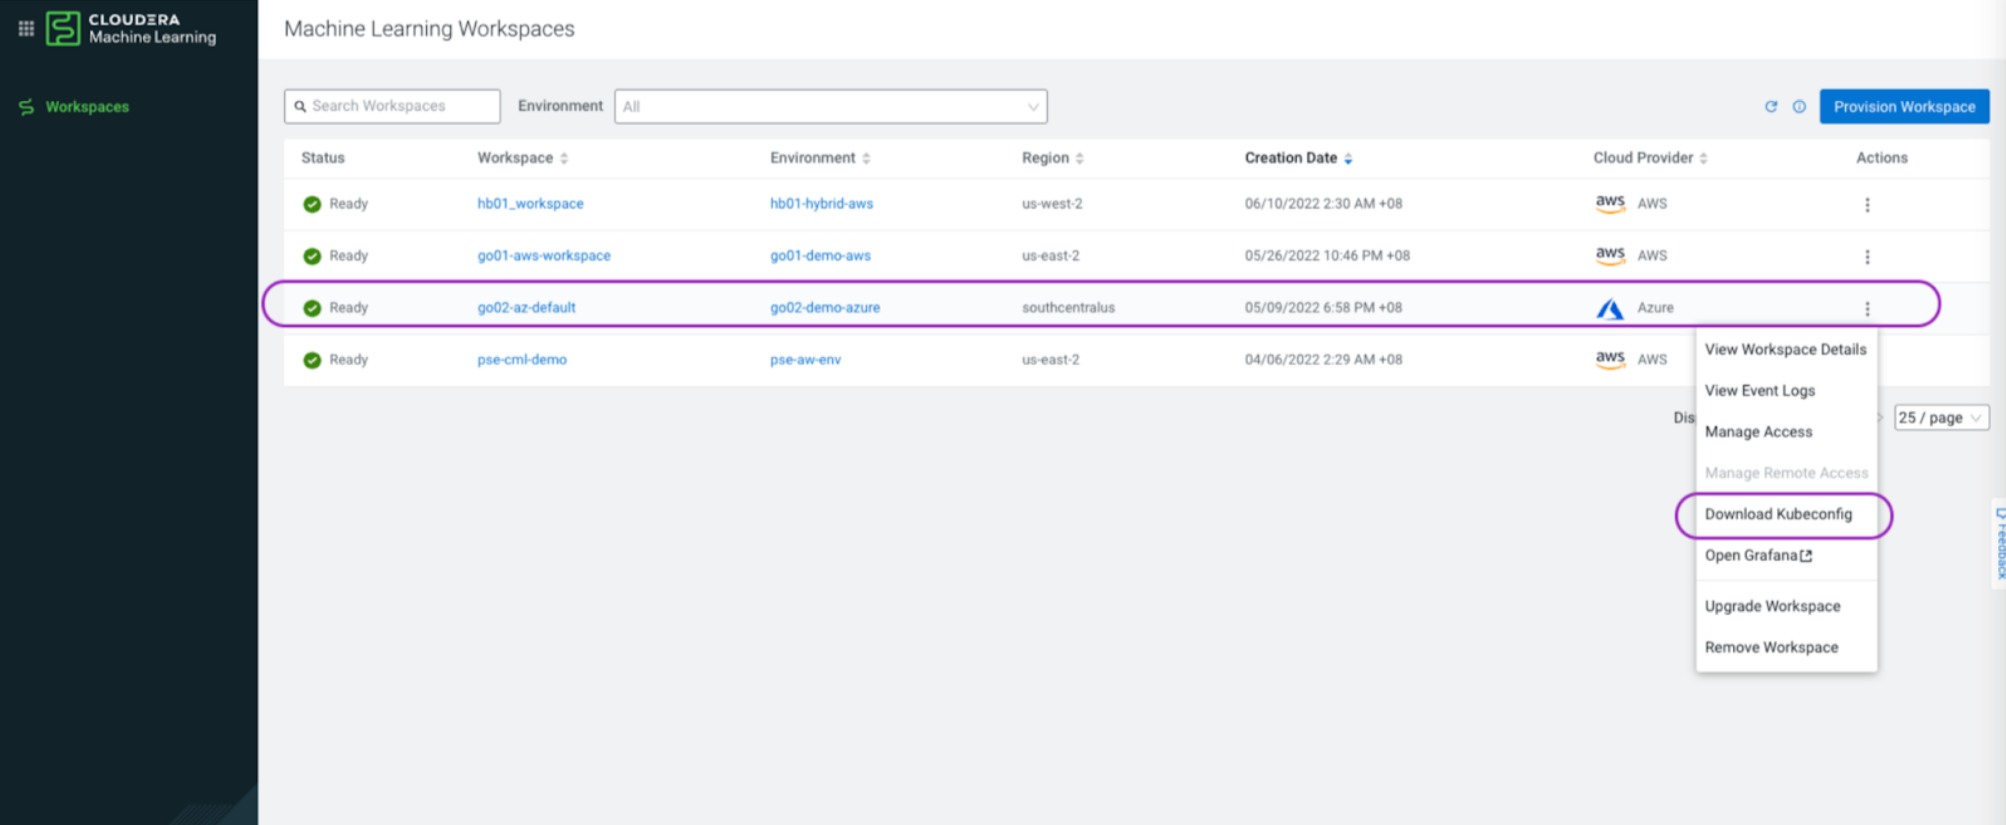 CLOUDERA
Machine Learning
Workspaces
Machine Learning Workspaces
Search Workspaces
Environment
All
Provision Workspace
Status Workspace Environment Region Creation Date Cloud Provider Actions
Ready hb01_workspace hb01-hybrid-aws us-west-2 06/10/2022 2:30 AM +08 aws AWS
Ready go01-aws-workspace go01-demo-aws us-east-2 05/26/2022 10:46 PM +08 aws AWS
Ready go02-az-default go02-demo-azure southcentralus 05/09/2022 6:58 PM +08 Azure
Ready pse-cml-demo pse-aw-env us-east-2 04/06/2022 2:29 AM +08 aws AWS
View Workspace Details
View Event Logs
Manage Access
Manage Remote Access
Download Kubeconfig
Open Grafana
Upgrade Workspace
Remove Workspace
25 / page
Feedback